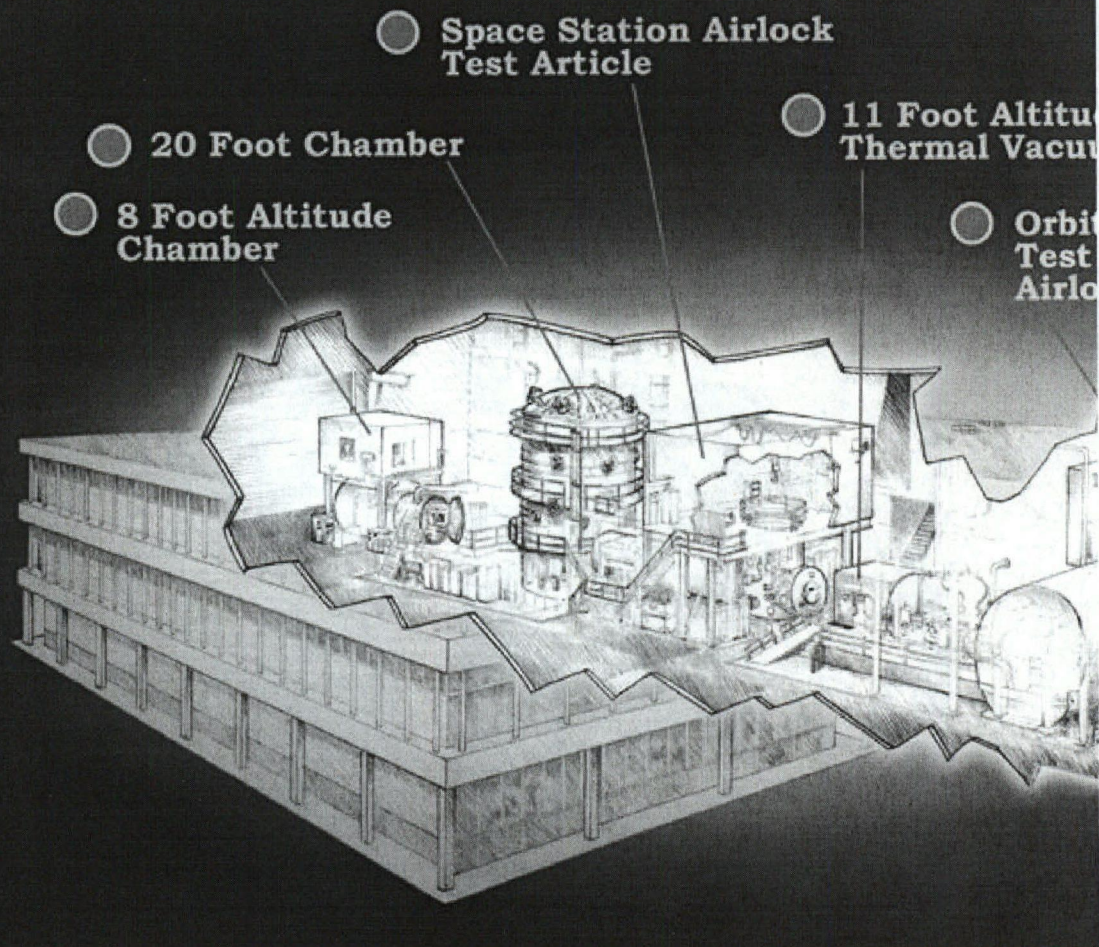 Space Station Airlock
Test Article
20 Foot Chamber
8 Foot Altitude
Chamber
11 Foot Altitu
Thermal Vacu
Orbit
Test
Airlo